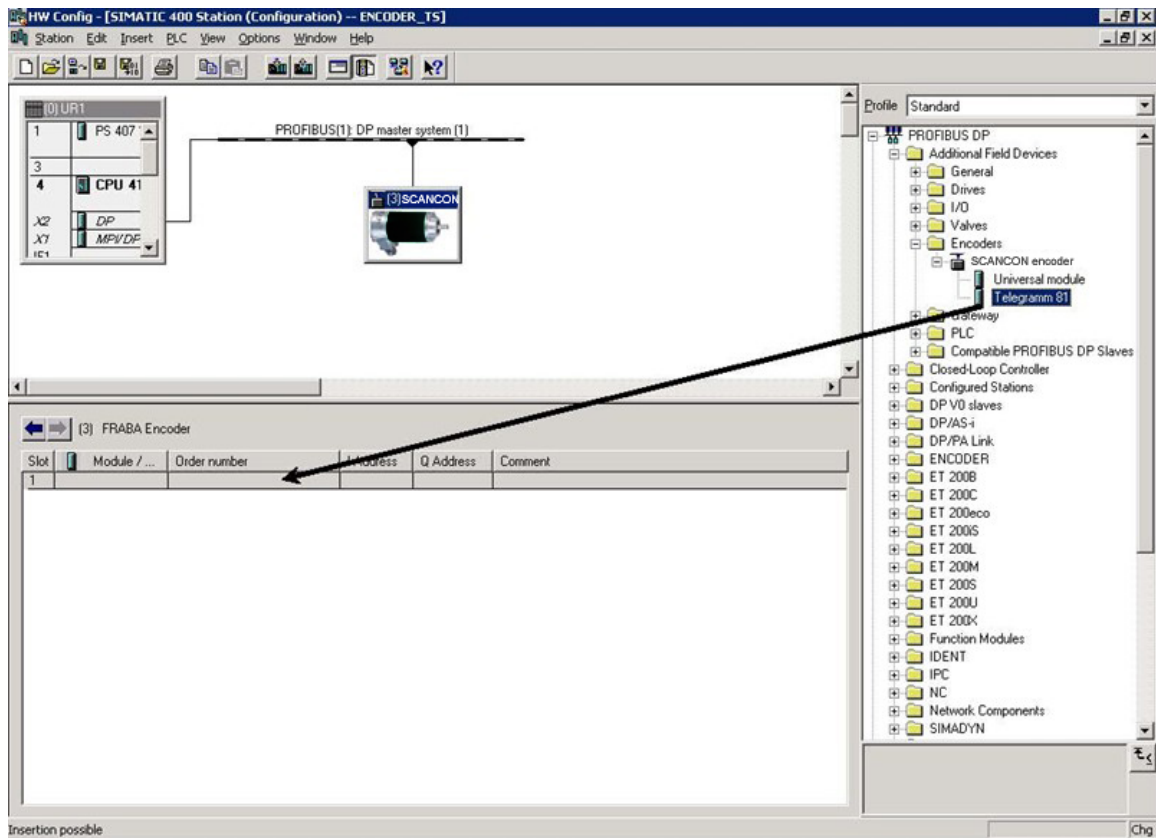 HW Config - [SIMATIC 400 Station (Configuration) -- ENCODER_TS]
Station Edit Insert PLC View Options Window Help
(0) UR1
1 PS 407
3
4 CPU 41
X2 DP
X1 MPI/DP
IF1
PROFIBUS(1): DP master system (1)
(3)SCANCON
Profile Standard
PROFIBUS DP
Additional Field Devices
General
Drives
I/O
Valves
Encoders
SCANCON encoder
Universal module
Telegramm 81
Gateway
PLC
Compatible PROFIBUS DP Slaves
Closed-Loop Controller
Configured Stations
DP V0 slaves
DP/AS-i
DP/PA Link
ENCODER
ET 200B
ET 200C
ET 200eco
ET 200iS
ET 200L
ET 200M
ET 200S
ET 200U
ET 200X
Function Modules
IDENT
IPC
NC
Network Components
SIMADYN
(3) FRABA Encoder
Slot Module / ... Order number I Address Q Address Comment
1
Insertion possible
Chg